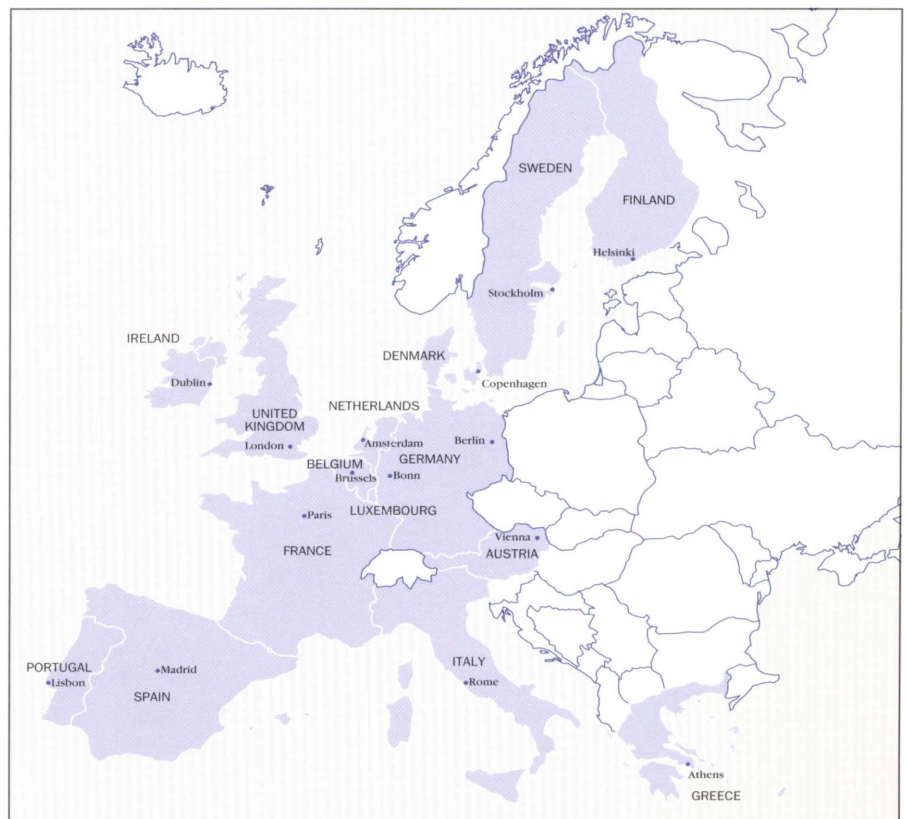 SWEDEN
FINLAND
Helsinki
Stockholm
IRELAND
DENMARK
Dublin
Copenhagen
NETHERLANDS
UNITED
KINGDOM
Amsterdam
Berlin
London
GERMANY
BELGIUM
Brussels
Bonn
LUXEMBOURG
Paris
Vienna
FRANCE
AUSTRIA
PORTUGAL
Madrid
ITALY
Lisbon
Rome
SPAIN
Athens
GREECE